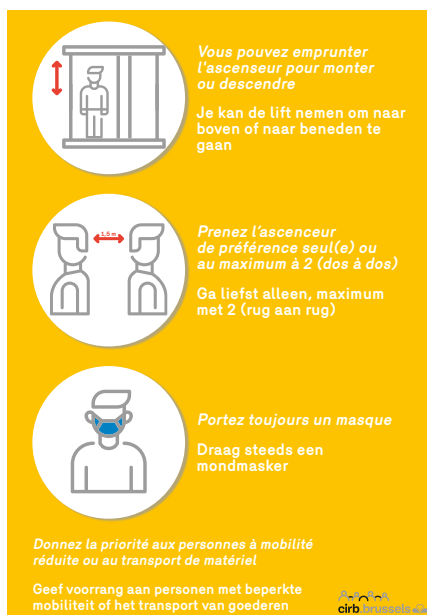 Vous pouvez emprunter
l'ascenseur pour monter
ou descendre
Je kan de lift nemen om naar
boven of naar beneden te
gaan
1,5 m
Prenez l'ascenceur
de préférence seul(e) ou
au maximum à 2 (dos à dos)
Ga liefst alleen, maximum
met 2 (rug aan rug)
Portez toujours un masque
Draag steeds een
mondmasker
Donnez la priorité aux personnes à mobilité
réduite ou au transport de matériel
Geef voorrang aan personen met beperkte
mobiliteit of het transport van goederen
cirb.brussels